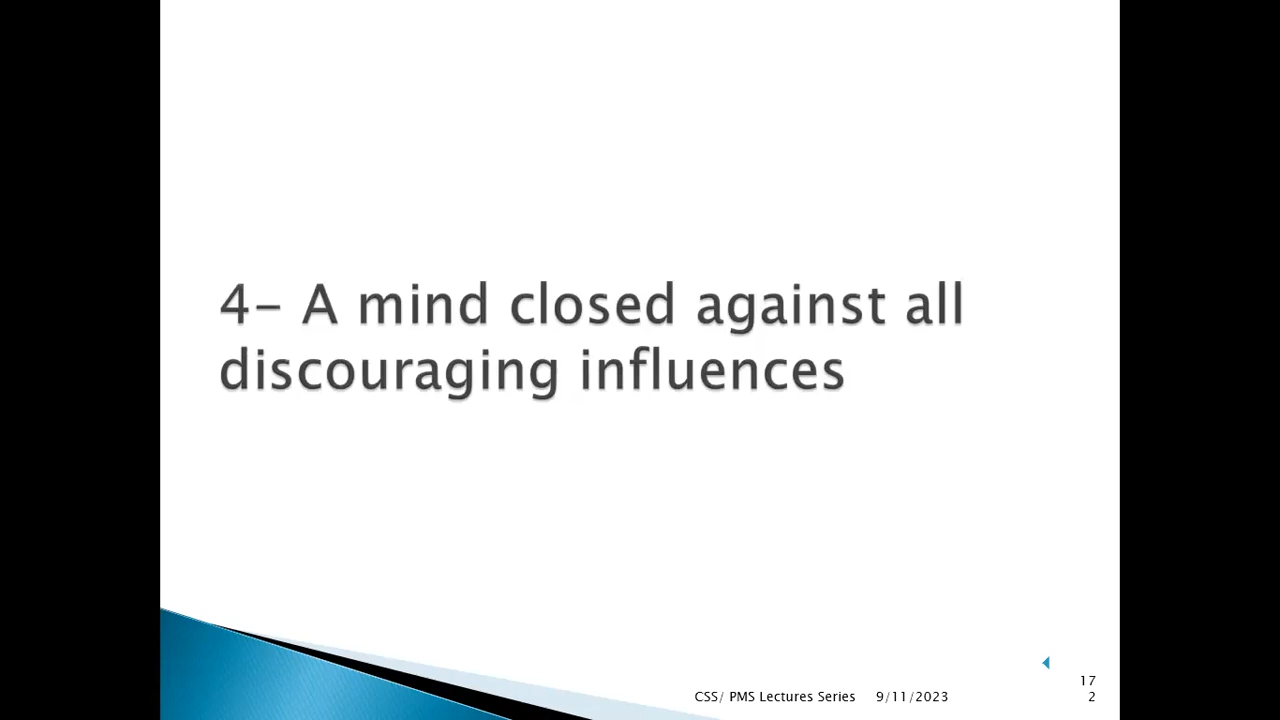 4- A mind closed against all
discouraging influences
CSS/ PMS Lectures Series 9/11/2023
17
2